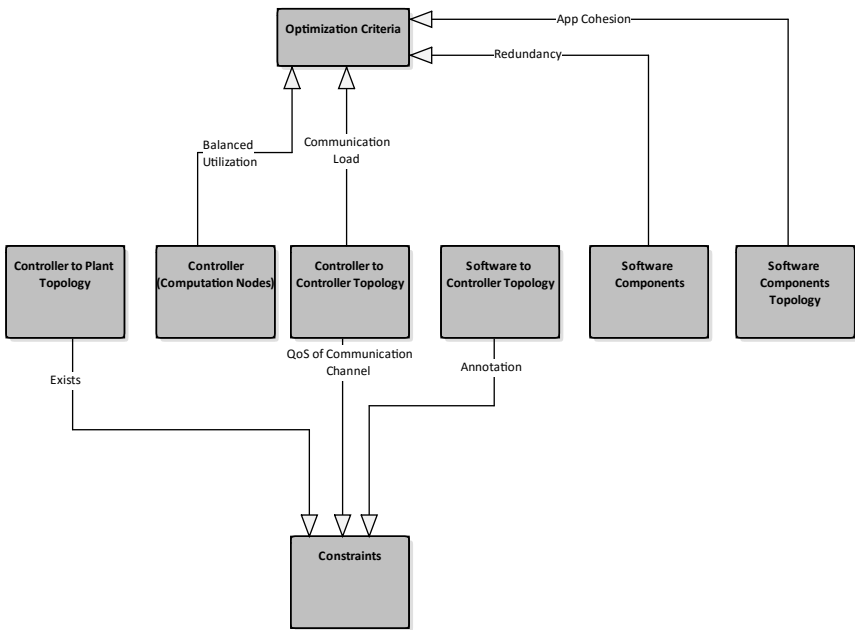 App Cohesion
Optimization Criteria
Redundancy
Balanced
Utilization
Communication
Load
Controller to Plant
Topology
Controller
(Computation Nodes)
Controller to
Controller Topology
Software to
Controller Topology
Software
Components
Software
Components
Topology
QoS of Communication
Channel
Exists
Annotation
Constraints